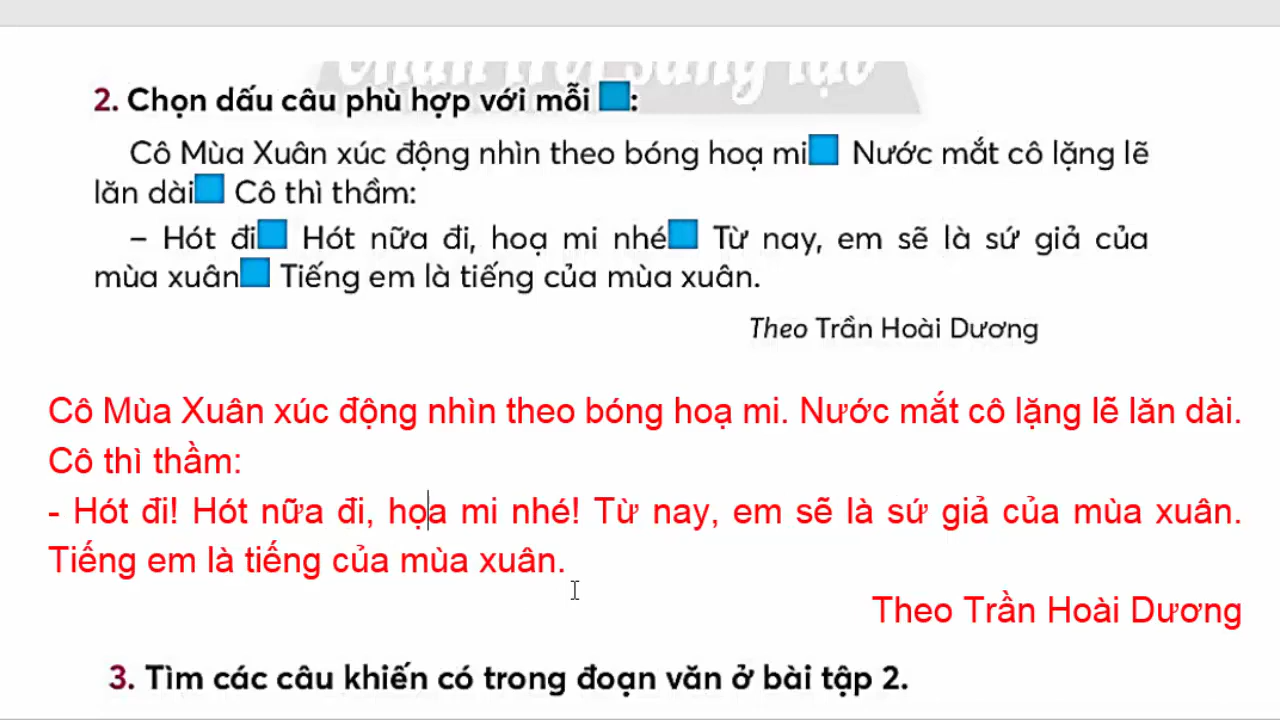 Chân trời sáng tạo
2. Chọn dấu câu phù hợp với mỗi :
Cô Mùa Xuân xúc động nhìn theo bóng hoạ mi Nước mắt cô lặng lẽ
lăn dài Cô thì thầm:
– Hót đi Hót nữa đi, hoạ mi nhé Từ nay, em sẽ là sứ giả của
mùa xuân Tiếng em là tiếng của mùa xuân.
Theo Trần Hoài Dương
Cô Mùa Xuân xúc động nhìn theo bóng hoạ mi. Nước mắt cô lặng lẽ lăn dài.
Cô thì thầm:
- Hót đi! Hót nữa đi, họa mi nhé! Từ nay, em sẽ là sứ giả của mùa xuân.
Tiếng em là tiếng của mùa xuân.
Theo Trần Hoài Dương
3. Tìm các câu khiến có trong đoạn văn ở bài tập 2.